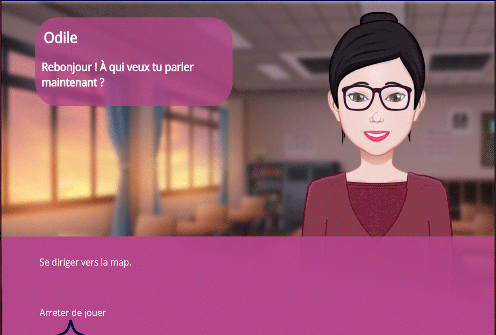 Odile
Rebonjour ! À qui veux tu parler
maintenant ?
Se diriger vers la map.
Arreter de jouer